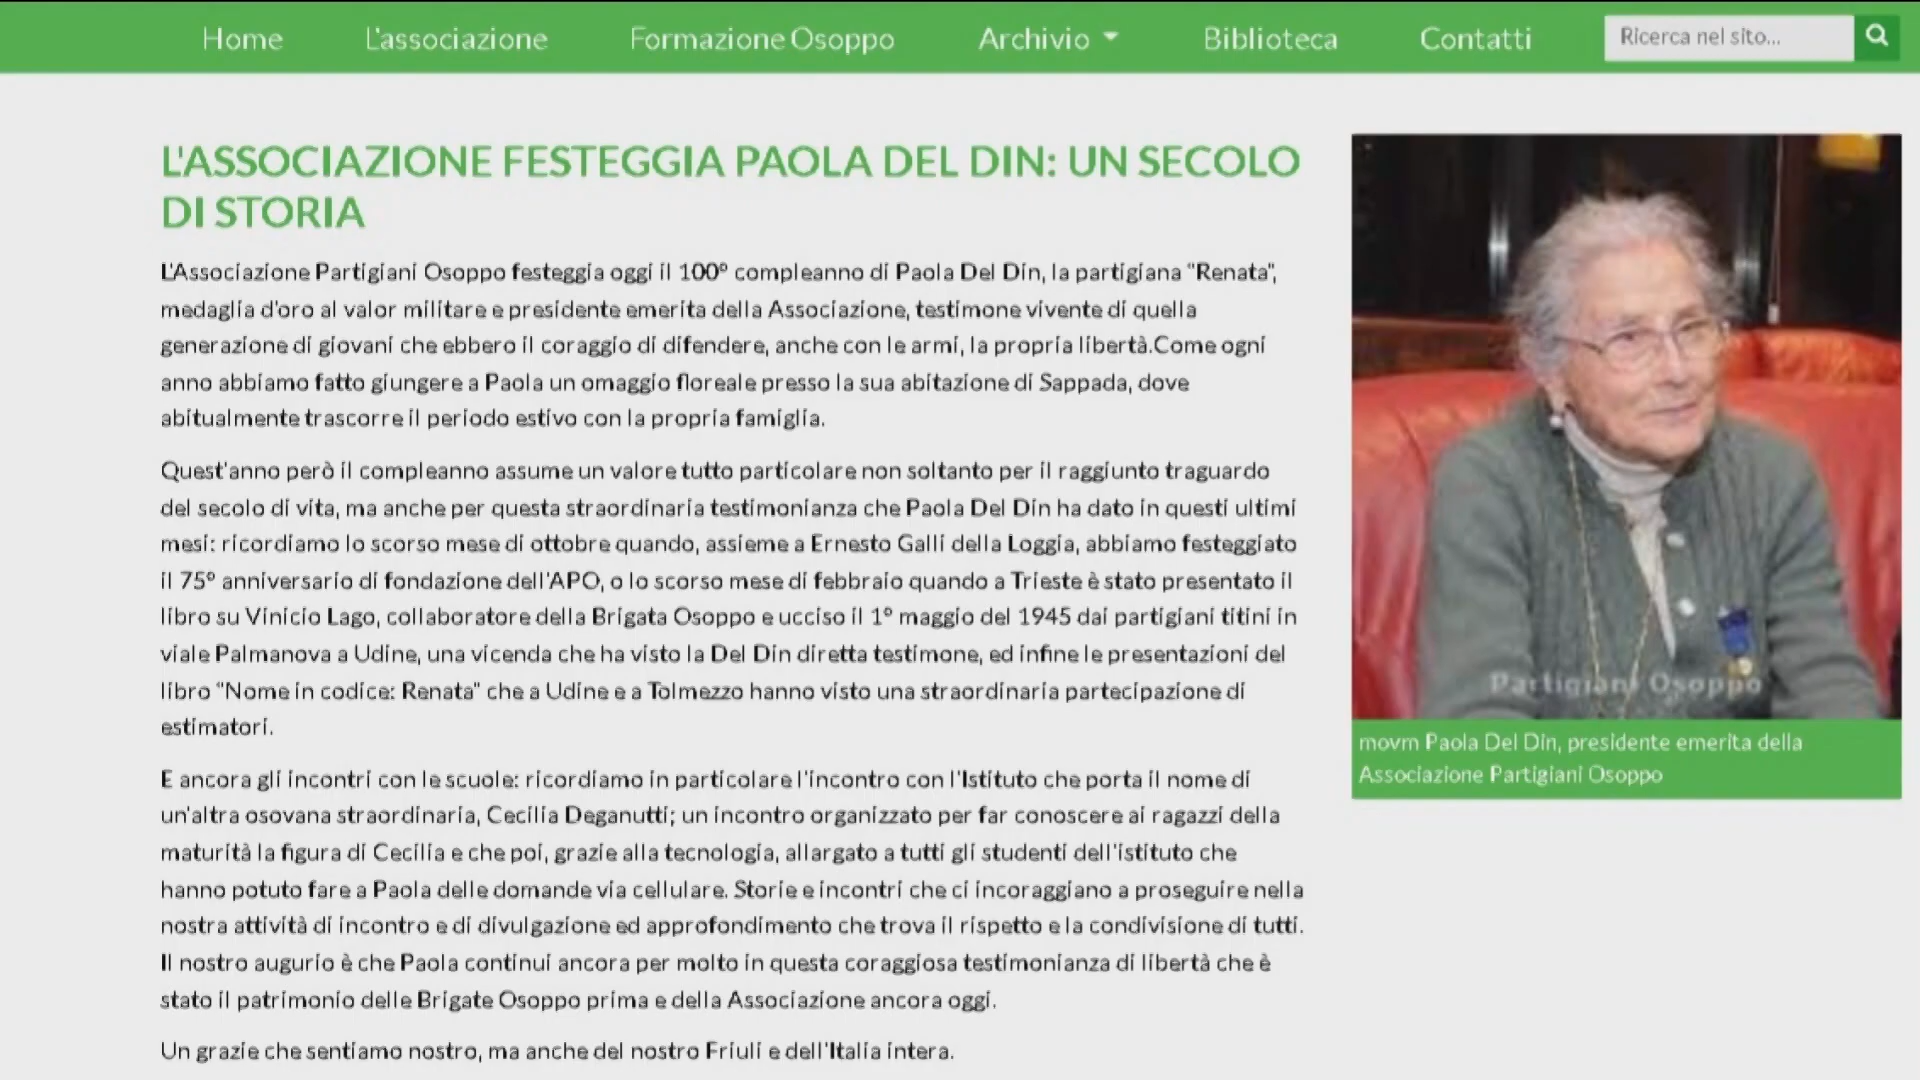 Home L'associazione Formazione Osoppo Archivio Biblioteca Contatti Ricerca nel sito...
L'ASSOCIAZIONE FESTEGGIA PAOLA DEL DIN: UN SECOLO
DI STORIA
L'Associazione Partigiani Osoppo festeggia oggi il 100° compleanno di Paola Del Din, la partigiana "Renata",
medaglia d'oro al valor militare e presidente emerita della Associazione, testimone vivente di quella
generazione di giovani che ebbero il coraggio di difendere, anche con le armi, la propria libertà.Come ogni
anno abbiamo fatto giungere a Paola un omaggio floreale presso la sua abitazione di Sappada, dove
abitualmente trascorre il periodo estivo con la propria famiglia.
Quest'anno però il compleanno assume un valore tutto particolare non soltanto per il raggiunto traguardo
del secolo di vita, ma anche per questa straordinaria testimonianza che Paola Del Din ha dato in questi ultimi
mesi: ricordiamo lo scorso mese di ottobre quando, assieme a Ernesto Galli della Loggia, abbiamo festeggiato
il 75° anniversario di fondazione dell'APO, o lo scorso mese di febbraio quando a Trieste è stato presentato il
libro su Vinicio Lago, collaboratore della Brigata Osoppo e ucciso il 1° maggio del 1945 dai partigiani titini in
viale Palmanova a Udine, una vicenda che ha visto la Del Din diretta testimone, ed infine le presentazioni del
libro "Nome in codice: Renata" che a Udine e a Tolmezzo hanno visto una straordinaria partecipazione di
estimatori.
E ancora gli incontri con le scuole: ricordiamo in particolare l'incontro con l'Istituto che porta il nome di
un'altra osovana straordinaria, Cecilia Deganutti; un incontro organizzato per far conoscere ai ragazzi della
maturità la figura di Cecilia e che poi, grazie alla tecnologia, allargato a tutti gli studenti dell'istituto che
hanno potuto fare a Paola delle domande via cellulare. Storie e incontri che ci incoraggiano a proseguire nella
nostra attività di incontro e di divulgazione ed approfondimento che trova il rispetto e la condivisione di tutti.
Il nostro augurio è che Paola continui ancora per molto in questa coraggiosa testimonianza di libertà che è
stato il patrimonio delle Brigate Osoppo prima e della Associazione ancora oggi.
Un grazie che sentiamo nostro, ma anche del nostro Friuli e dell'Italia intera.
Partigiani Osoppo
movm Paola Del Din, presidente emerita della
Associazione Partigiani Osoppo